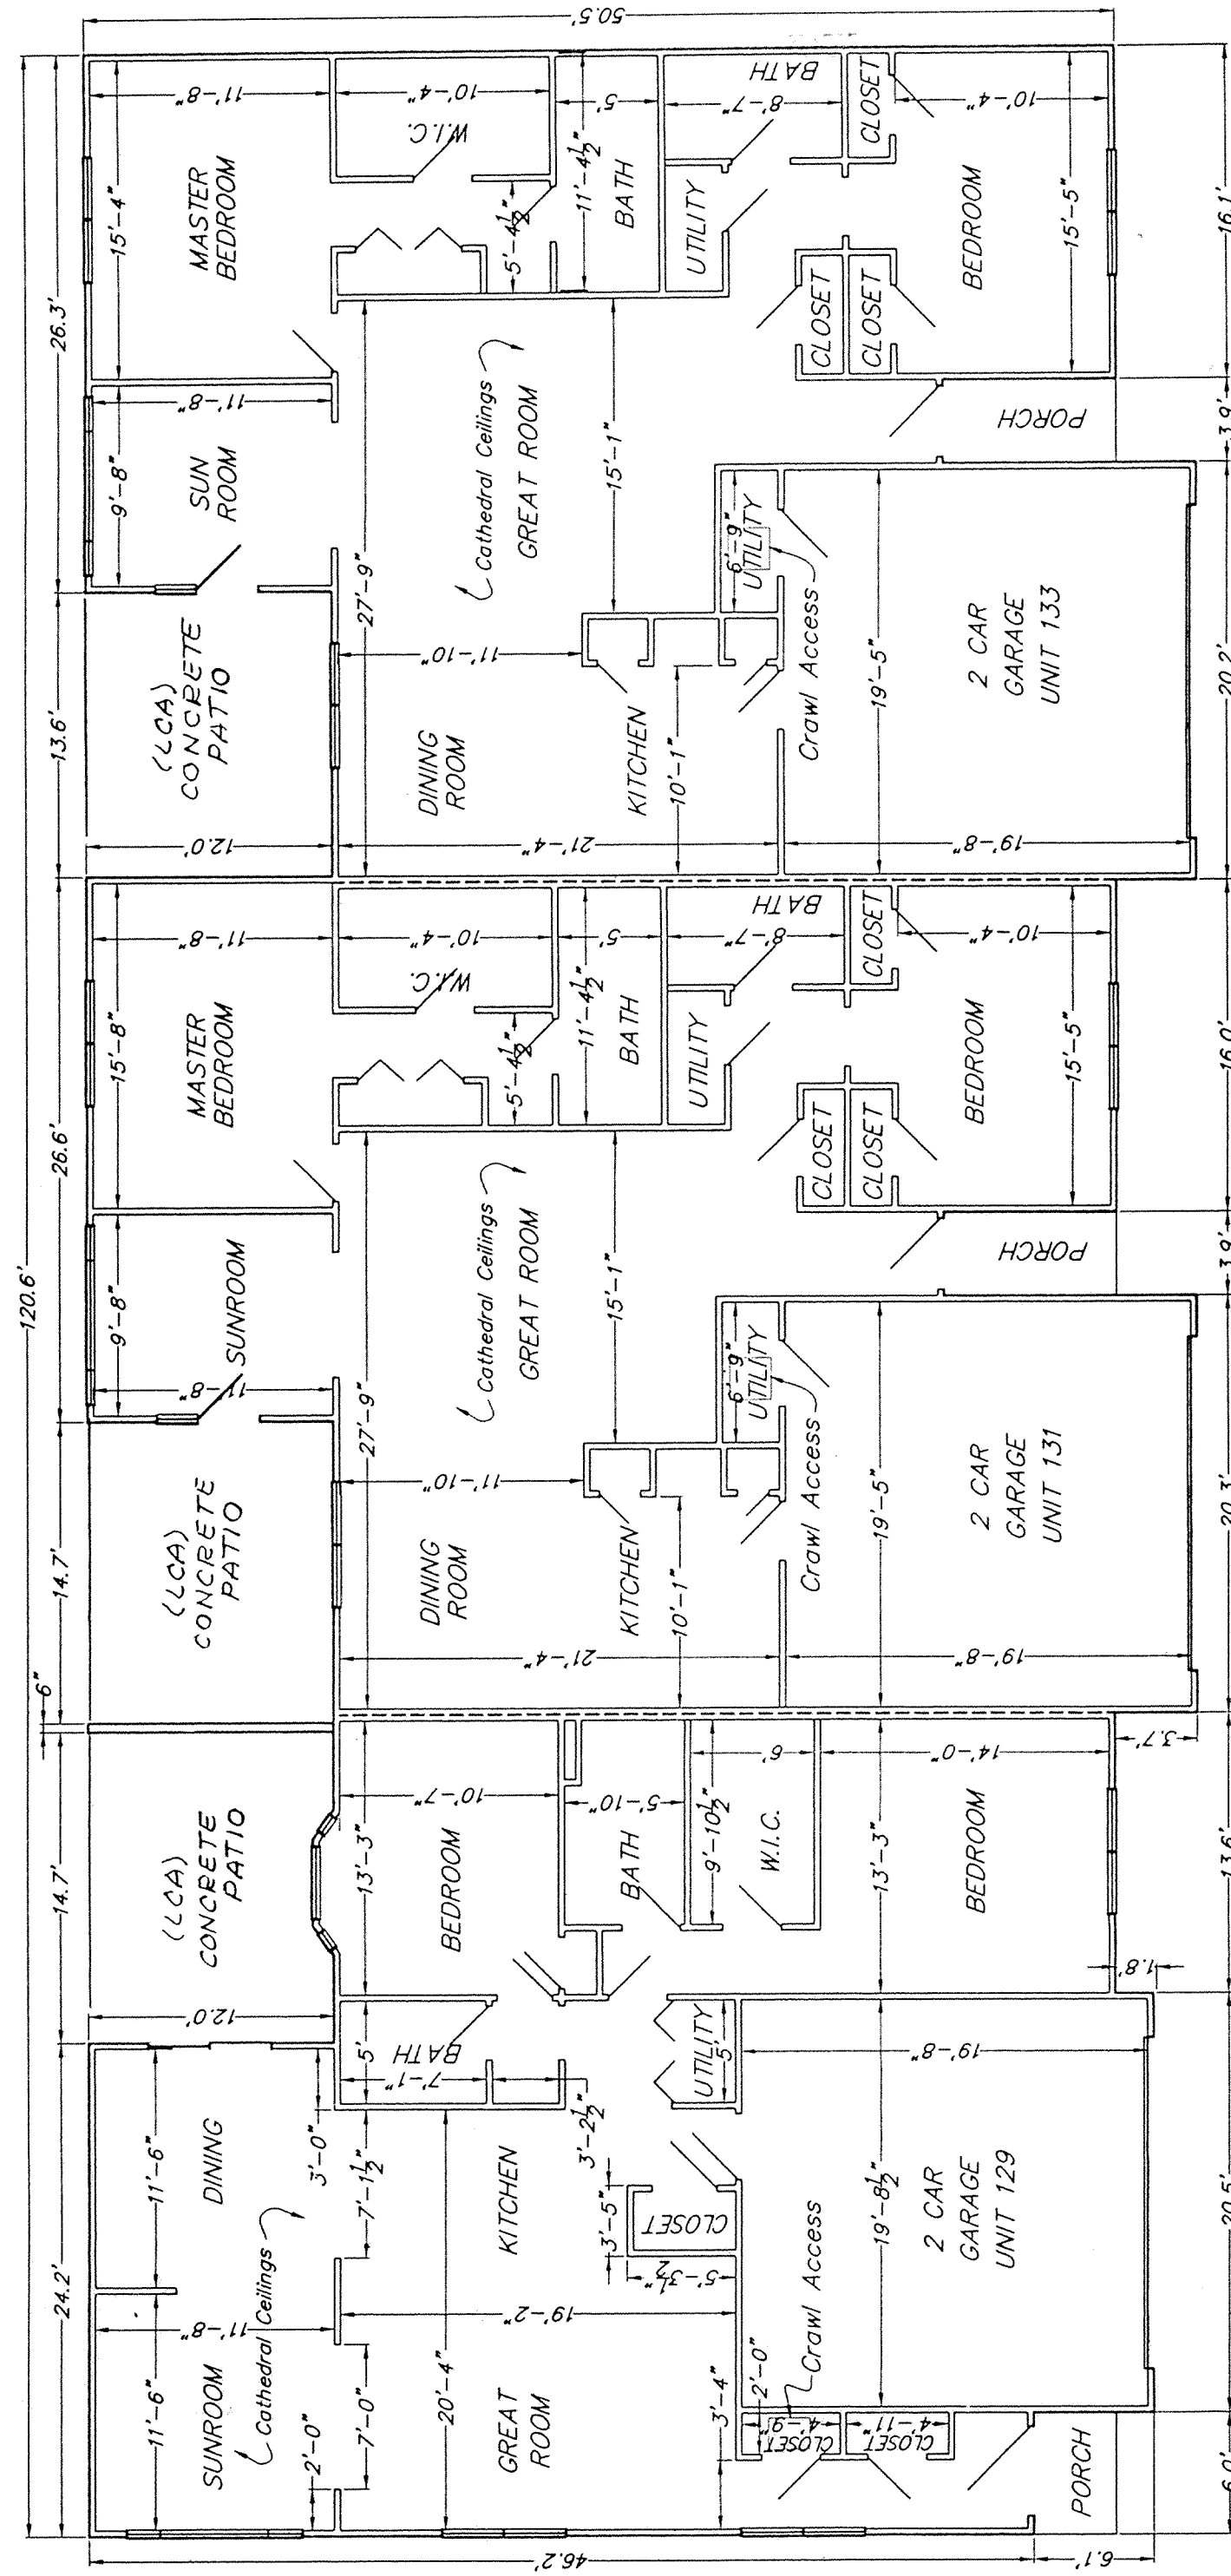 50.5'
120.6'
26.3'
13.6'
26.6'
14.7'
6"
14.7'
24.2'
15'-4"
11'-8"
MASTER
BEDROOM
10'-4"
W.I.C.
5'-4½"
5'
11'-4½"
BATH
8'-7"
BATH
UTILITY
CLOSET
CLOSET
CLOSET
10'-4"
BEDROOM
15'-5"
16.1'
9'-8"
11'-8"
SUN
ROOM
Cathedral Ceilings
GREAT ROOM
27'-9"
15'-1"
PORCH
3.9'
(LCA)
CONCRETE
PATIO
12.0'
11'-10"
DINING
ROOM
21'-4"
KITCHEN
10'-1"
6'-9"
UTILITY
Crawl Access
19'-5"
19'-8"
2 CAR
GARAGE
UNIT 133
20.2'
15'-8"
11'-8"
MASTER
BEDROOM
10'-4"
W.I.C.
5'-4½"
5'
11'-4½"
BATH
8'-7"
BATH
UTILITY
CLOSET
CLOSET
CLOSET
10'-4"
BEDROOM
15'-5"
16.0'
9'-8"
11'-8"
SUNROOM
Cathedral Ceilings
GREAT ROOM
27'-9"
15'-1"
PORCH
3.9'
(LCA)
CONCRETE
PATIO
11'-10"
DINING
ROOM
21'-4"
KITCHEN
10'-1"
6'-9"
UTILITY
Crawl Access
19'-5"
19'-8"
2 CAR
GARAGE
UNIT 131
20.3'
3.7'
(LCA)
CONCRETE
PATIO
12.0'
13'-3"
10'-7"
BEDROOM
5'-10"
BATH
9'-10½"
6'
W.I.C.
14'-0"
13'-3"
BEDROOM
13.6'
1.8'
11'-6"
DINING
3'-0"
5'
BATH
7'-1"
3'-2½"
7'-1½"
KITCHEN
UTILITY
5'
3'-5"
CLOSET
5'-3½"
19'-8"
19'-8½"
2 CAR
GARAGE
UNIT 129
20.5'
11'-6"
11'-8"
SUNROOM
Cathedral Ceilings
2'-0"
7'-0"
19'-2"
20'-4"
GREAT
ROOM
3'-4"
2'-0"
Crawl Access
4'-9"
CLOSET
4'-11"
CLOSET
PORCH
6.0'
46.2'
6.1'